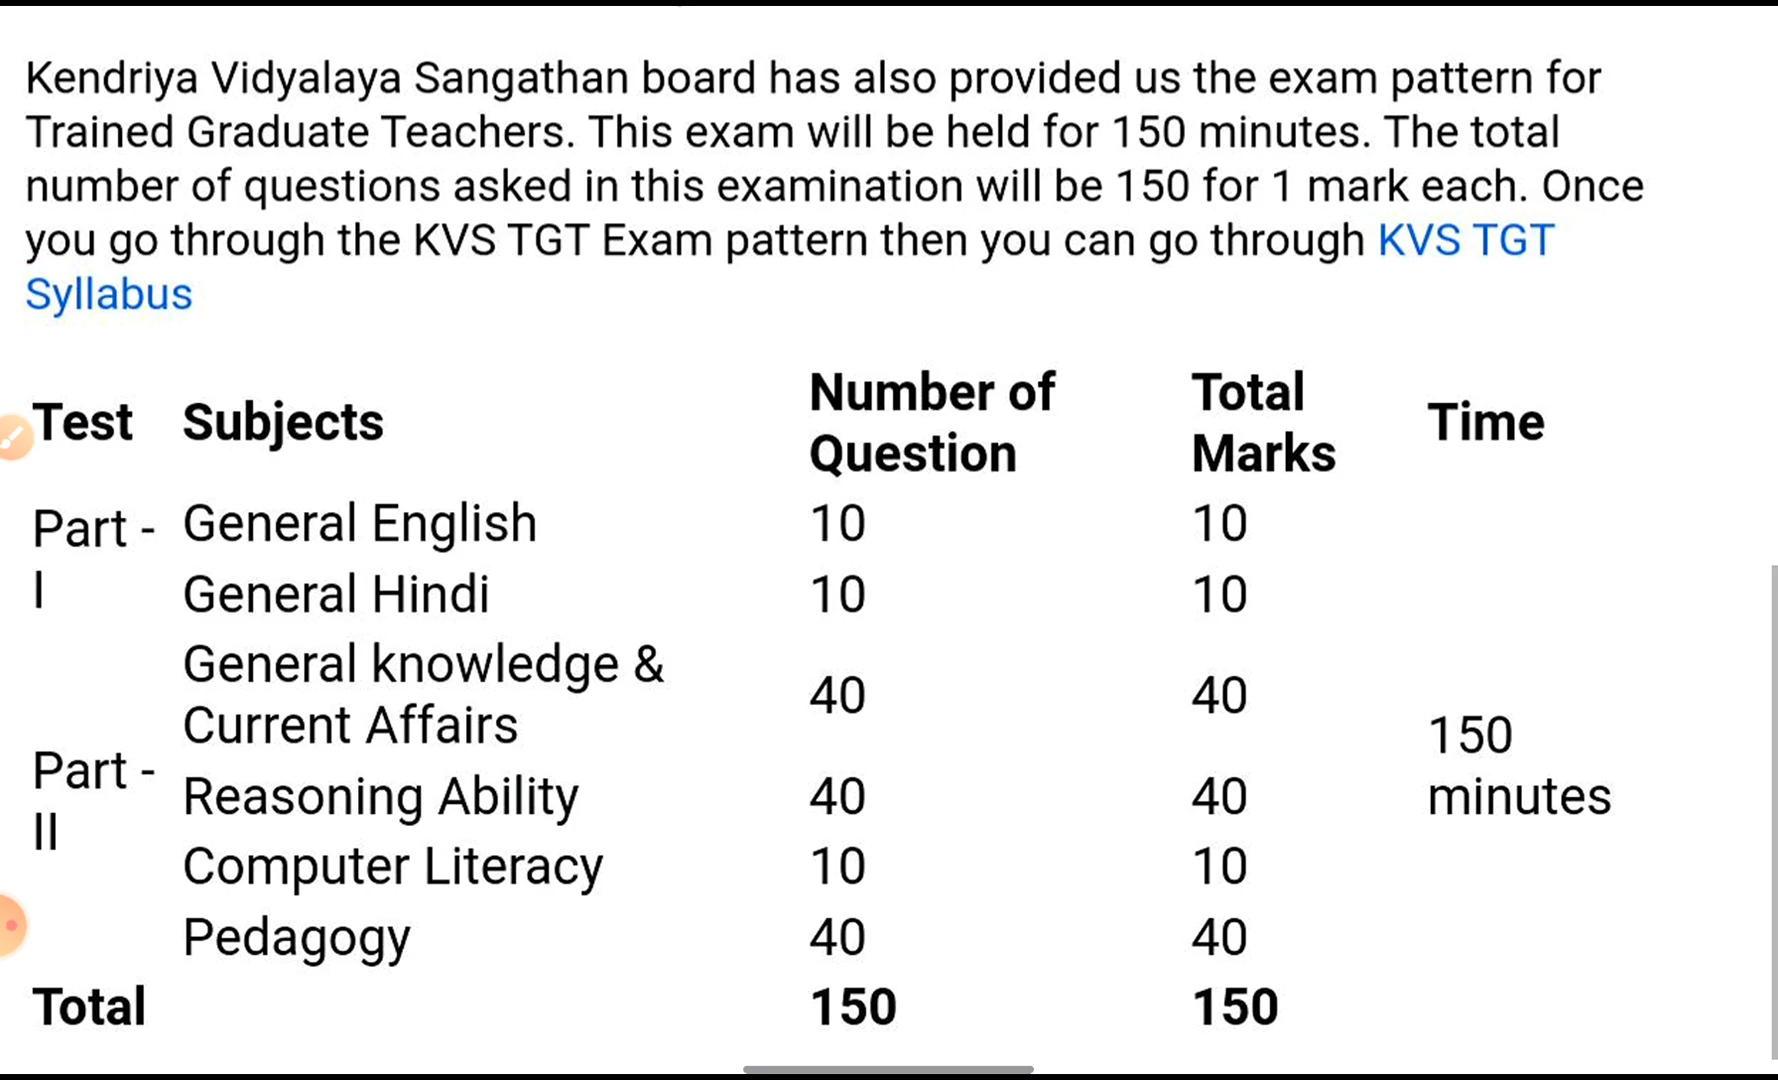 Kendriya Vidyalaya Sangathan board has also provided us the exam pattern for
Trained Graduate Teachers. This exam will be held for 150 minutes. The total
number of questions asked in this examination will be 150 for 1 mark each. Once
you go through the KVS TGT Exam pattern then you can go through KVS TGT
Syllabus
Test Subjects Number of Question Total Marks Time
Part - I General English 10 10
General Hindi 10 10
Part - II General knowledge & Current Affairs 40 40 150 minutes
Reasoning Ability 40 40
Computer Literacy 10 10
Pedagogy 40 40
Total 150 150